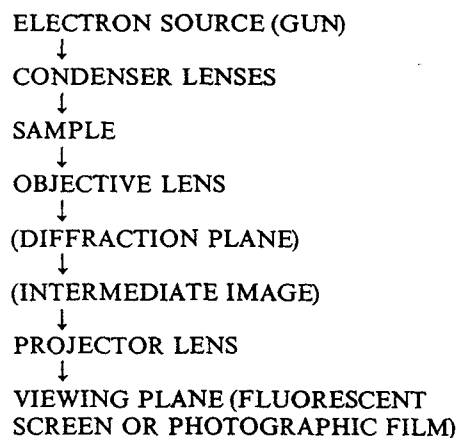 ELECTRON SOURCE (GUN)
↓
CONDENSER LENSES
↓
SAMPLE
↓
OBJECTIVE LENS
↓
(DIFFRACTION PLANE)
↓
(INTERMEDIATE IMAGE)
↓
PROJECTOR LENS
↓
VIEWING PLANE (FLUORESCENT
SCREEN OR PHOTOGRAPHIC FILM)